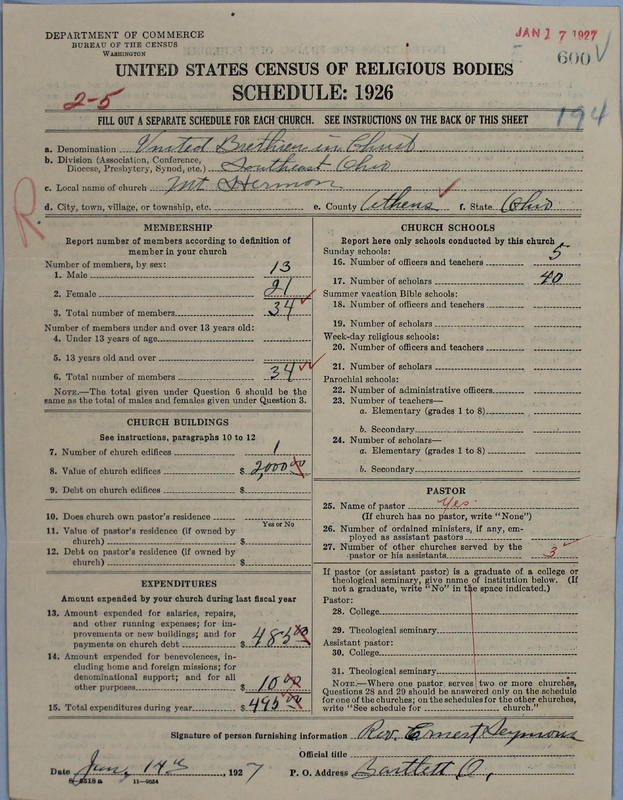 DEPARTMENT OF COMMERCE
BUREAU OF THE CENSUS
WASHINGTON
JAN 17 1927
600
UNITED STATES CENSUS OF RELIGIOUS BODIES
SCHEDULE: 1926
2-5
194
FILL OUT A SEPARATE SCHEDULE FOR EACH CHURCH. SEE INSTRUCTIONS ON THE BACK OF THIS SHEET
a. Denomination United Brethren in Christ
b. Division (Association, Conference, Diocese, Presbytery, Synod, etc.) Southeast Ohio
c. Local name of church Mt Hermon
d. City, town, village, or township, etc. e. County Athens f. State Ohio
R
MEMBERSHIP
Report number of members according to definition of
member in your church
Number of members, by sex:
1. Male 13
2. Female 21
3. Total number of members 34
Number of members under and over 13 years old:
4. Under 13 years of age
5. 13 years old and over
6. Total number of members 34
NOTE.—The total given under Question 6 should be the
same as the total of males and females given under Question 3.
CHURCH BUILDINGS
See instructions, paragraphs 10 to 12
7. Number of church edifices 1
8. Value of church edifices $2,000 00
9. Debt on church edifices $
10. Does church own pastor's residence
Yes or No
11. Value of pastor's residence (if owned by
church) $
12. Debt on pastor's residence (if owned by
church) $
EXPENDITURES
Amount expended by your church during last fiscal year
13. Amount expended for salaries, repairs,
and other running expenses; for im-
provements or new buildings; and for
payments on church debt $485 00
14. Amount expended for benevolences, in-
cluding home and foreign missions; for
denominational support; and for all
other purposes $10 00
15. Total expenditures during year $495 00
CHURCH SCHOOLS
Report here only schools conducted by this church
Sunday schools:
16. Number of officers and teachers 5
17. Number of scholars 40
Summer vacation Bible schools:
18. Number of officers and teachers
19. Number of scholars
Week-day religious schools:
20. Number of officers and teachers
21. Number of scholars
Parochial schools:
22. Number of administrative officers
23. Number of teachers—
a. Elementary (grades 1 to 8)
b. Secondary
24. Number of scholars—
a. Elementary (grades 1 to 8)
b. Secondary
PASTOR
25. Name of pastor Yes.
(If church has no pastor, write "None")
26. Number of ordained ministers, if any, em-
ployed as assistant pastors
27. Number of other churches served by the
pastor or his assistants 3
If pastor (or assistant pastor) is a graduate of a college or
theological seminary, give name of institution below. (If
not a graduate, write "No" in the space indicated.)
Pastor:
28. College
29. Theological seminary
Assistant pastor:
30. College
31. Theological seminary
NOTE.—Where one pastor serves two or more churches,
Questions 28 and 29 should be answered only on the schedule
for one of the churches; on the schedules for the other churches,
write "See schedule for church."
Signature of person furnishing information Rev. Ernest Seymour
Official title
Date Jan, 14th, 1927 P. O. Address Bartlett O,
8-5518a 11-9054